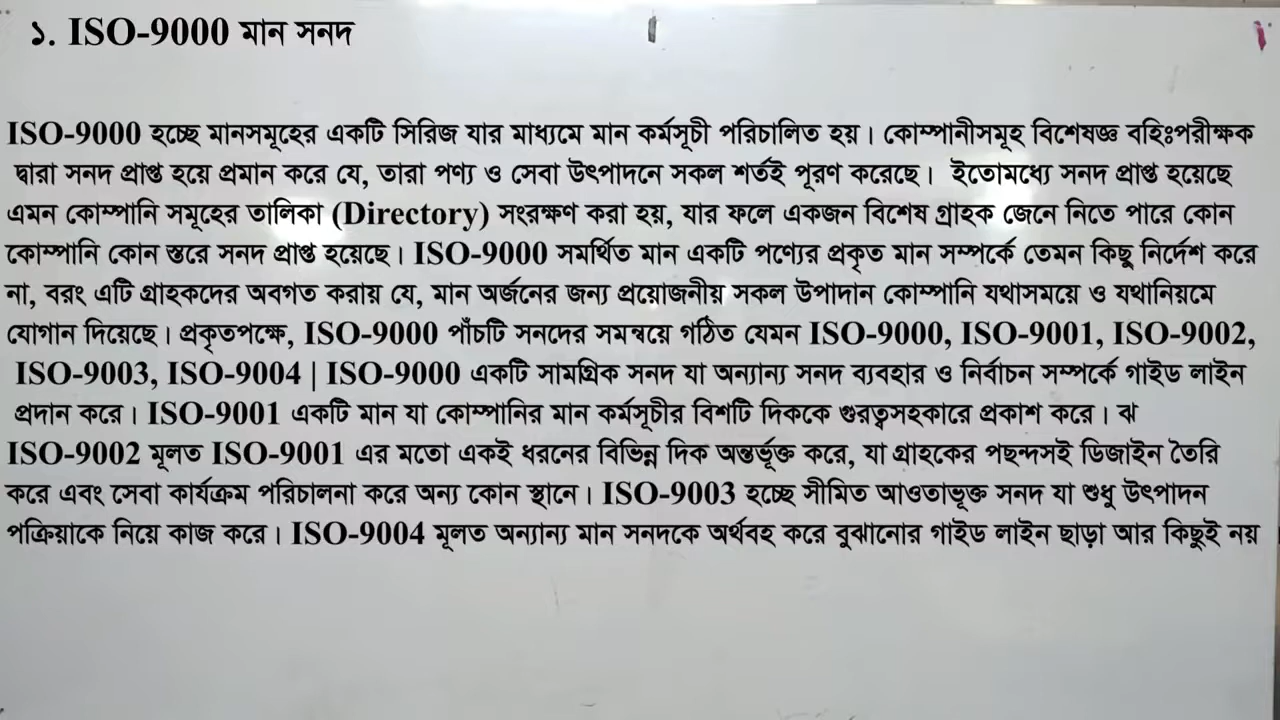 ১. ISO-9000 মান সনদ
ISO-9000 হচ্ছে মানসমূহের একটি সিরিজ যার মাধ্যমে মান কর্মসূচী পরিচালিত হয়। কোম্পানীসমূহ বিশেষজ্ঞ বহিঃপরীক্ষক
দ্বারা সনদ প্রাপ্ত হয়ে প্রমান করে যে, তারা পণ্য ও সেবা উৎপাদনে সকল শর্তই পূরণ করেছে। ইতোমধ্যে সনদ প্রাপ্ত হয়েছে
এমন কোম্পানি সমূহের তালিকা (Directory) সংরক্ষণ করা হয়, যার ফলে একজন বিশেষ গ্রাহক জেনে নিতে পারে কোন
কোম্পানি কোন স্তরে সনদ প্রাপ্ত হয়েছে। ISO-9000 সমর্থিত মান একটি পণ্যের প্রকৃত মান সম্পর্কে তেমন কিছু নির্দেশ করে
না, বরং এটি গ্রাহকদের অবগত করায় যে, মান অর্জনের জন্য প্রয়োজনীয় সকল উপাদান কোম্পানি যথাসময়ে ও যথানিয়মে
যোগান দিয়েছে। প্রকৃতপক্ষে, ISO-9000 পাঁচটি সনদের সমন্বয়ে গঠিত যেমন ISO-9000, ISO-9001, ISO-9002,
ISO-9003, ISO-9004 | ISO-9000 একটি সামগ্রিক সনদ যা অন্যান্য সনদ ব্যবহার ও নির্বাচন সম্পর্কে গাইড লাইন
প্রদান করে। ISO-9001 একটি মান যা কোম্পানির মান কর্মসূচীর বিশটি দিককে গুরত্বসহকারে প্রকাশ করে। ঝ
ISO-9002 মূলত ISO-9001 এর মতো একই ধরনের বিভিন্ন দিক অন্তর্ভূক্ত করে, যা গ্রাহকের পছন্দসই ডিজাইন তৈরি
করে এবং সেবা কার্যক্রম পরিচালনা করে অন্য কোন স্থানে। ISO-9003 হচ্ছে সীমিত আওতাভূক্ত সনদ যা শুধু উৎপাদন
পক্রিয়াকে নিয়ে কাজ করে। ISO-9004 মূলত অন্যান্য মান সনদকে অর্থবহ করে বুঝানোর গাইড লাইন ছাড়া আর কিছুই নয়